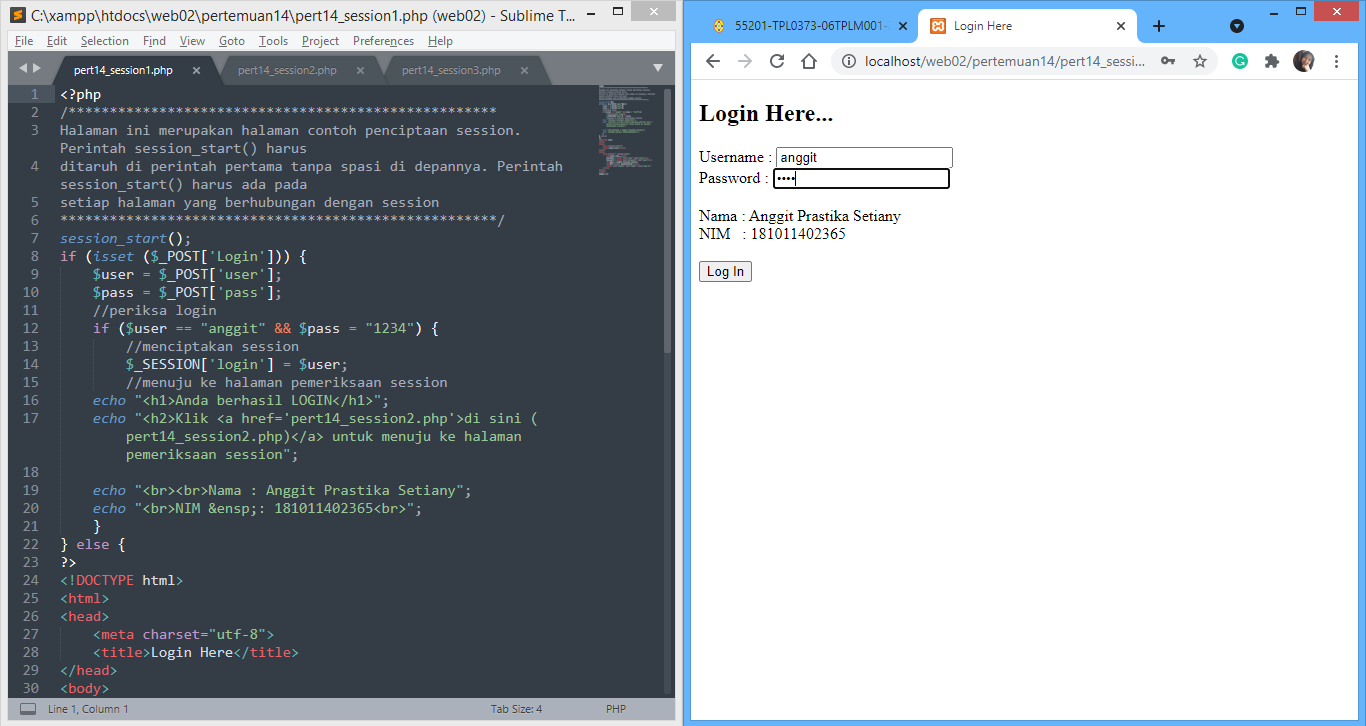 C:\xampp\htdocs\web02\pertemuan14\pert14_session1.php (web02) - Sublime T...
File Edit Selection Find View Goto Tools Project Preferences Help
pert14_session1.php × pert14_session2.php × pert14_session3.php ×
1 <?php
2 /****************************************************
3 Halaman ini merupakan halaman contoh penciptaan session.
Perintah session_start() harus
4 ditaruh di perintah pertama tanpa spasi di depannya. Perintah
session_start() harus ada pada
5 setiap halaman yang berhubungan dengan session
6 *****************************************************/
7 session_start();
8 if (isset ($_POST['Login'])) {
9 $user = $_POST['user'];
10 $pass = $_POST['pass'];
11 //periksa login
12 if ($user == "anggit" && $pass = "1234") {
13 //menciptakan session
14 $_SESSION['login'] = $user;
15 //menuju ke halaman pemeriksaan session
16 echo "<h1>Anda berhasil LOGIN</h1>";
17 echo "<h2>Klik <a href='pert14_session2.php'>di sini (
pert14_session2.php)</a> untuk menuju ke halaman
pemeriksaan session";
18
19 echo "<br><br>Nama : Anggit Prastika Setiany";
20 echo "<br>NIM &ensp;: 181011402365<br>";
21 }
22 } else {
23 ?>
24 <!DOCTYPE html>
25 <html>
26 <head>
27 <meta charset="utf-8">
28 <title>Login Here</title>
29 </head>
30 <body>
Line 1, Column 1 Tab Size: 4 PHP
55201-TPL0373-06TPLM001- × Login Here ×
localhost/web02/pertemuan14/pert14_sessi...
Login Here...
Username : anggit
Password : ••••
Nama : Anggit Prastika Setiany
NIM : 181011402365
Log In